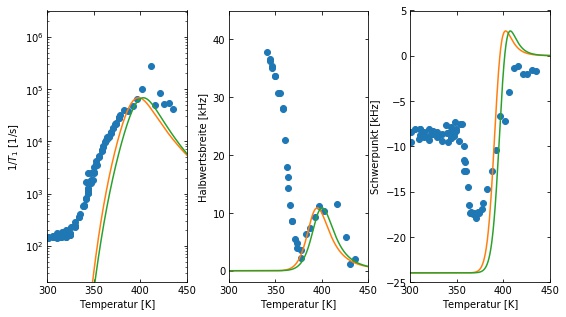 1/T₁ [1/s]
10⁶
10⁵
10⁴
10³
10²
300 350 400 450
Temperatur [K]
Halbwertsbreite [kHz]
40
30
20
10
0
300 350 400 450
Temperatur [K]
Schwerpunkt [kHz]
5
0
−5
−10
−15
−20
−25
300 350 400 450
Temperatur [K]